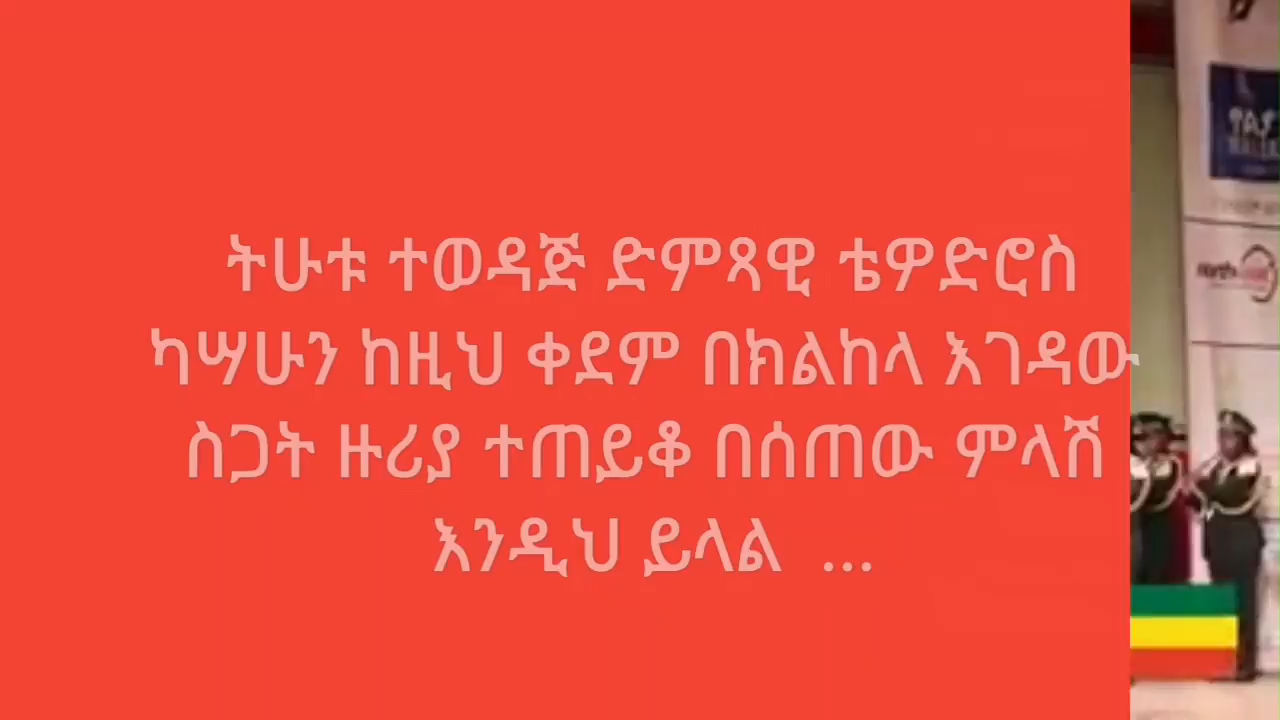 ትሁቱ ተወዳጅ ድምጻዊ ቴዎድሮስ
ካሣሁን ከዚህ ቀደም በክልከላ እገዳው
ስጋት ዙሪያ ተጠይቆ በሰጠው ምላሽ
እንዲህ ይላል ...